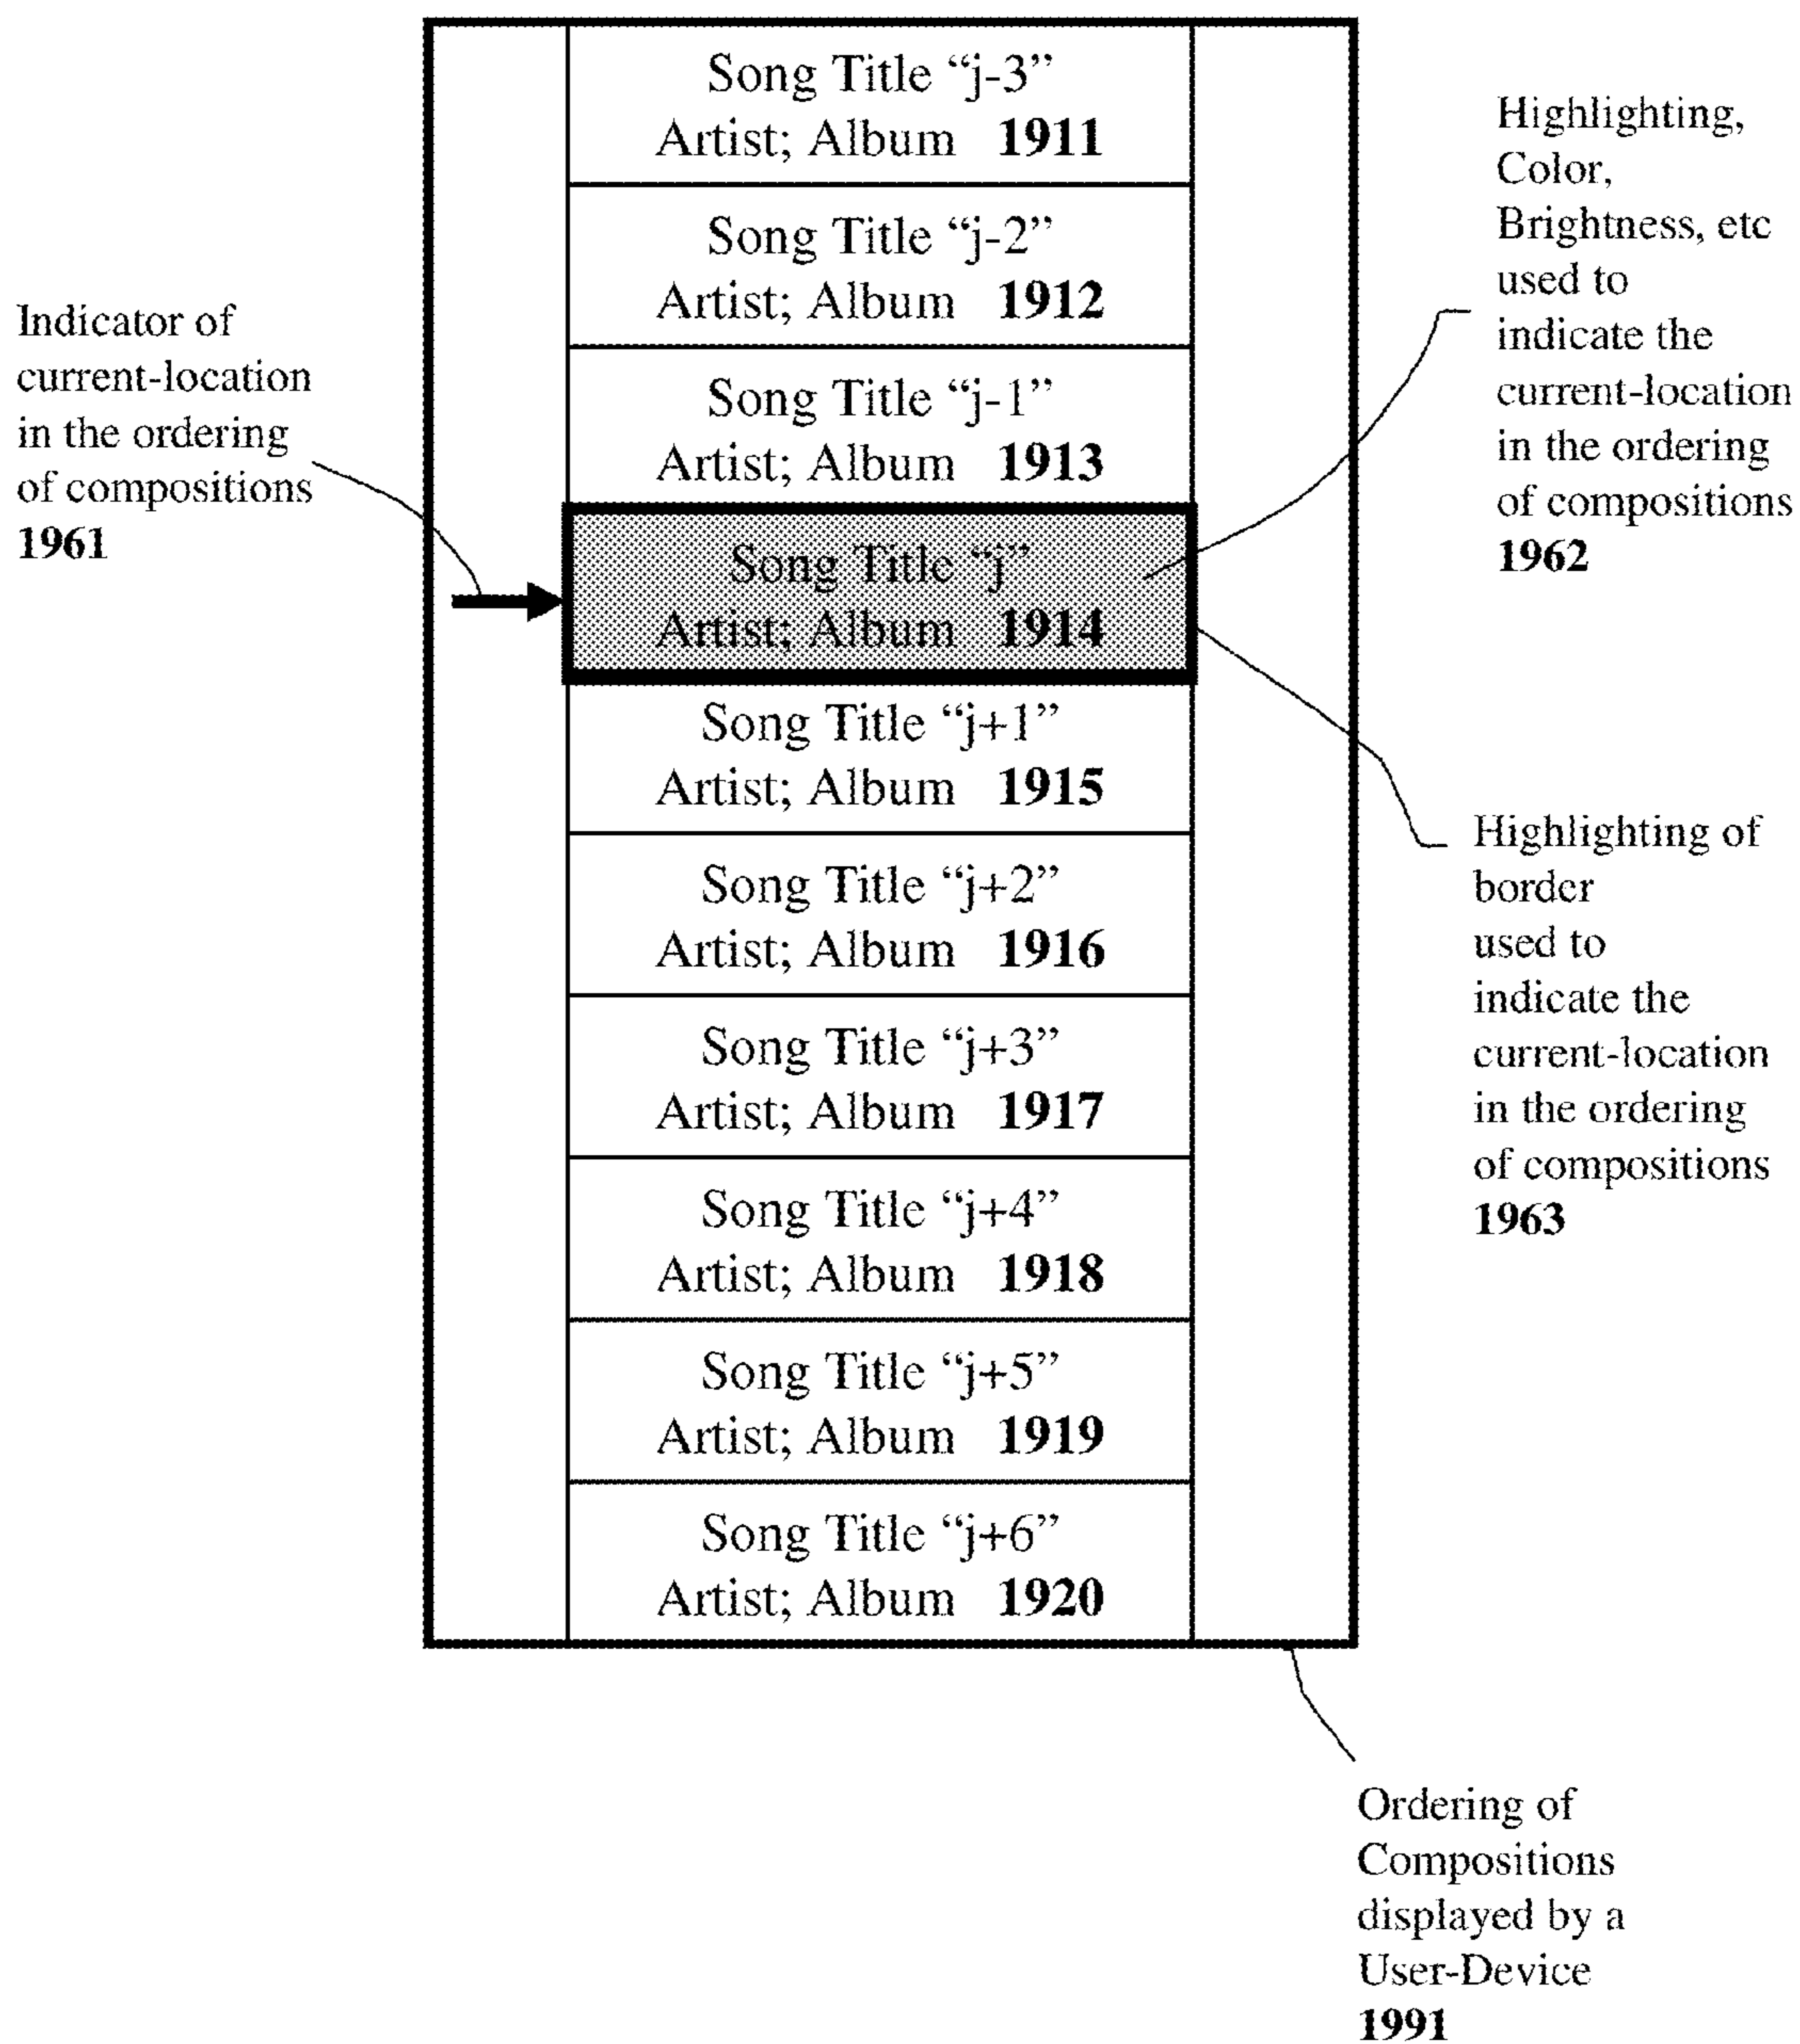 Song Title “j-3”
Artist; Album 1911
Song Title “j-2”
Artist; Album 1912
Song Title “j-1”
Artist; Album 1913
Song Title “j”
Artist; Album 1914
Song Title “j+1”
Artist; Album 1915
Song Title “j+2”
Artist; Album 1916
Song Title “j+3”
Artist; Album 1917
Song Title “j+4”
Artist; Album 1918
Song Title “j+5”
Artist; Album 1919
Song Title “j+6”
Artist; Album 1920
Indicator of
current-location
in the ordering
of compositions
1961
Highlighting,
Color,
Brightness, etc
used to
indicate the
current-location
in the ordering
of compositions
1962
Highlighting of
border
used to
indicate the
current-location
in the ordering
of compositions
1963
Ordering of
Compositions
displayed by a
User-Device
1991